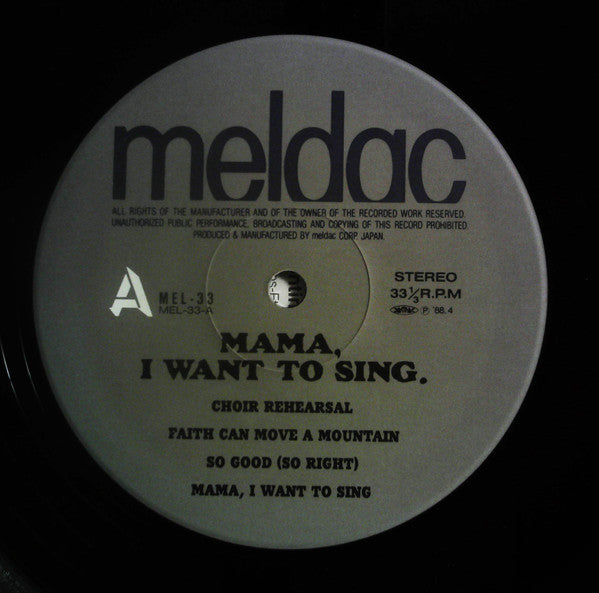 meldac
ALL RIGHTS OF THE MANUFACTURER AND OF THE OWNER OF THE RECORDED WORK RESERVED.
UNAUTHORIZED PUBLIC PERFORMANCE, BROADCASTING AND COPYING OF THIS RECORD PROHIBITED.
PRODUCED & MANUFACTURED BY meldac CORP. JAPAN.
A
MEL-33
MEL-33-A
STEREO
33⅓R.P.M
Ⓟ '88.4
MAMA,
I WANT TO SING.
CHOIR REHEARSAL
FAITH CAN MOVE A MOUNTAIN
SO GOOD (SO RIGHT)
MAMA, I WANT TO SING